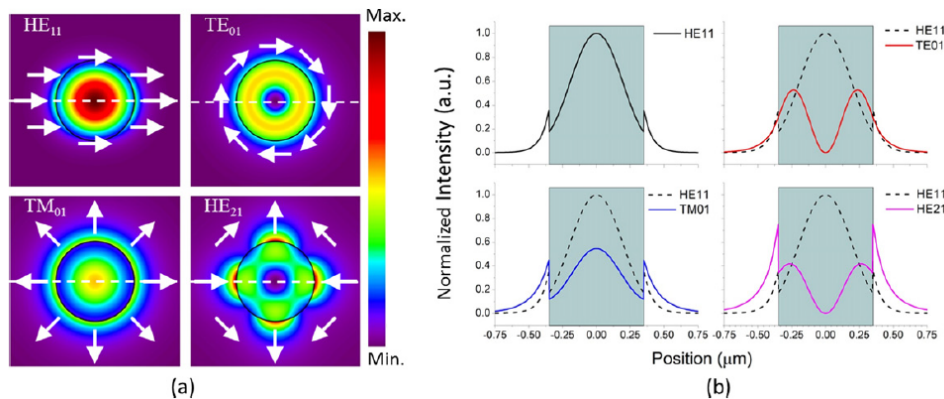 HE11
TE01
TM01
HE21
Max.
Min.
(a)
Normalized Intensity (a.u.)
1.0
0.8
0.6
0.4
0.2
0.0
HE11
HE11
TE01
1.0
0.8
0.6
0.4
0.2
0.0
HE11
TM01
HE11
HE21
-0.75 -0.50 -0.25 0.00 0.25 0.50 0.75
-0.75 -0.50 -0.25 0.00 0.25 0.50 0.75
Position (μm)
(b)